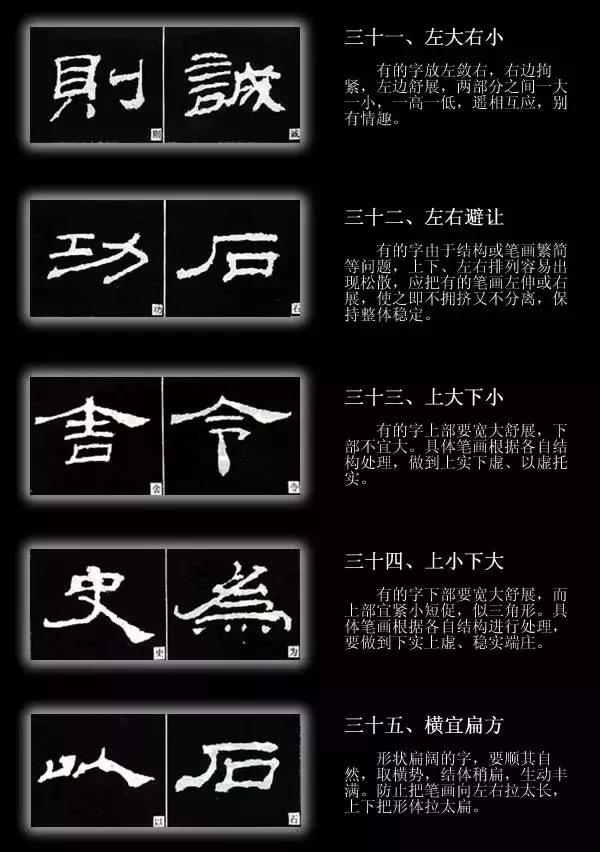 則 誠
則 誠
三十一、左大右小
有的字放左敛右，右边拘
紧，左边舒展，两部分之间一大
一小，一高一低，遥相互应，别
有情趣。
功 石
功 石
三十二、左右避让
有的字由于结构或笔画繁简
等问题，上下、左右排列容易出
现松散，应把有的笔画左伸或右
展，使之即不拥挤又不分离，保
持整体稳定。
舍 令
舍 令
三十三、上大下小
有的字上部要宽大舒展，下
部不宜大。具体笔画根据各自结
构处理，做到上实下虚、以虚托
实。
史 為
史 为
三十四、上小下大
有的字下部要宽大舒展，而
上部宜紧小短促，似三角形。具
体笔画根据各自结构进行处理，
要做到下实上虚、稳实端庄。
以 石
以 石
三十五、横宜扁方
形状扁阔的字，要顺其自
然，取横势，结体稍扁，生动丰
满。防止把笔画向左右拉太长，
上下把形体拉太扁。